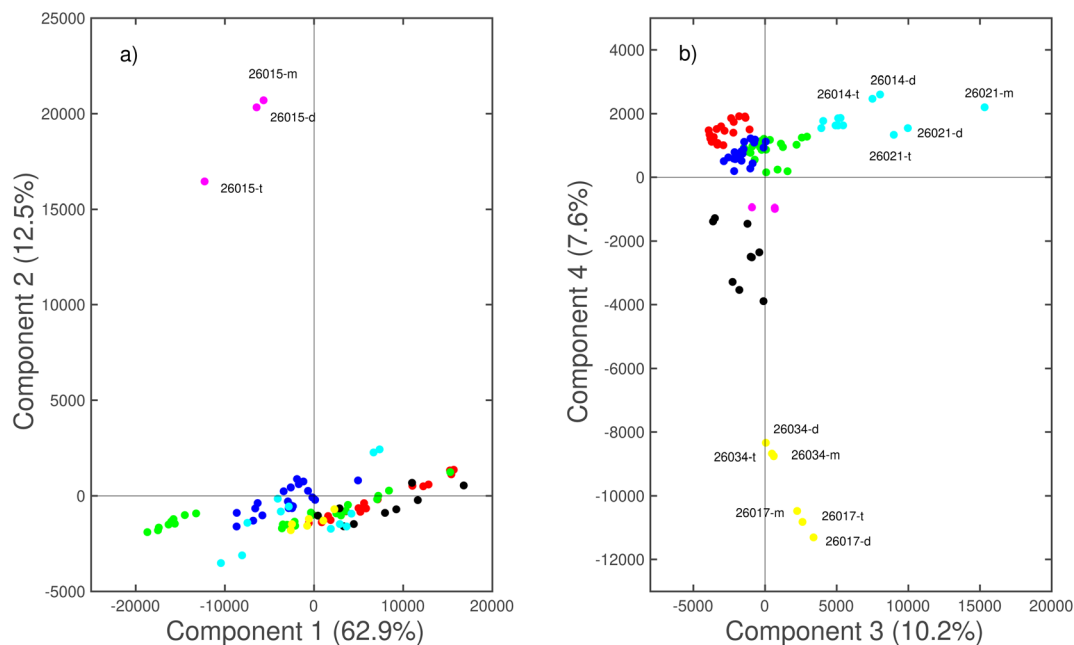 a)
25000
20000
15000
10000
5000
0
-5000
-20000
-10000
0
10000
20000
Component 1 (62.9%)
Component 2 (12.5%)
26015-m
26015-d
26015-t
b)
4000
2000
0
-2000
-4000
-6000
-8000
-10000
-12000
-5000
0
5000
10000
15000
20000
Component 3 (10.2%)
Component 4 (7.6%)
26014-d
26014-t
26021-m
26021-d
26021-t
26034-d
26034-t
26034-m
26017-m
26017-t
26017-d